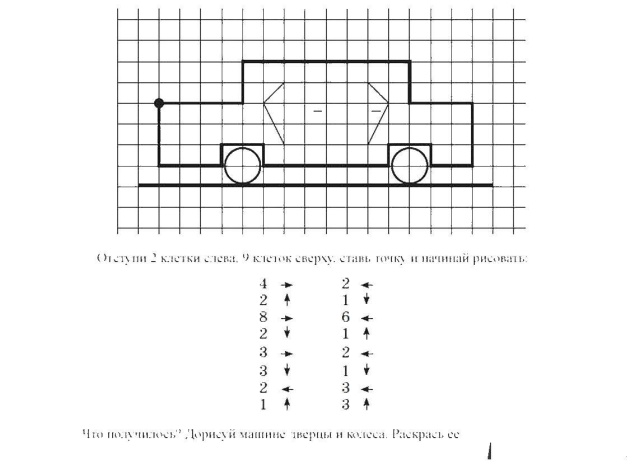 Отступи 2 клетки слева, 9 клеток сверху, ставь точку и начинай рисовать:
4 → 2 ←
2 ↑ 1 ↓
8 → 6 ←
2 ↓ 1 ↑
3 → 2 ←
3 ↓ 1 ↓
2 ← 3 ←
1 ↑ 3 ↑
Что получилось? Дорисуй машине дверцы и колеса. Раскрась ее